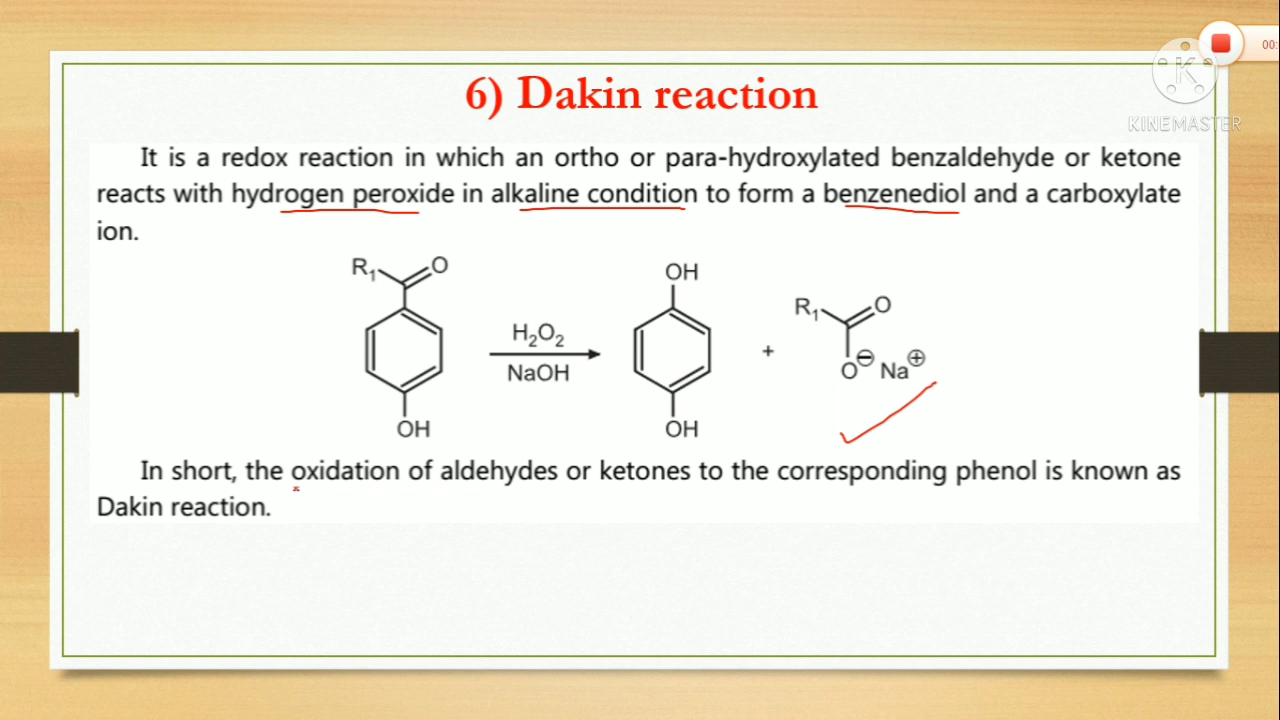 00:
KINEMASTER
6) Dakin reaction
It is a redox reaction in which an ortho or para-hydroxylated benzaldehyde or ketone
reacts with hydrogen peroxide in alkaline condition to form a benzenediol and a carboxylate
ion.
R₁ O
OH
H₂O₂
NaOH
OH
OH
+
R₁ O
O⊖ Na⊕
In short, the oxidation of aldehydes or ketones to the corresponding phenol is known as
Dakin reaction.